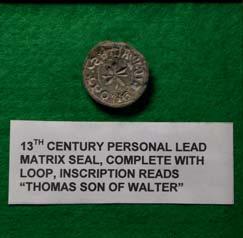 13TH CENTURY PERSONAL LEAD
MATRIX SEAL, COMPLETE WITH
LOOP, INSCRIPTION READS
“THOMAS SON OF WALTER”